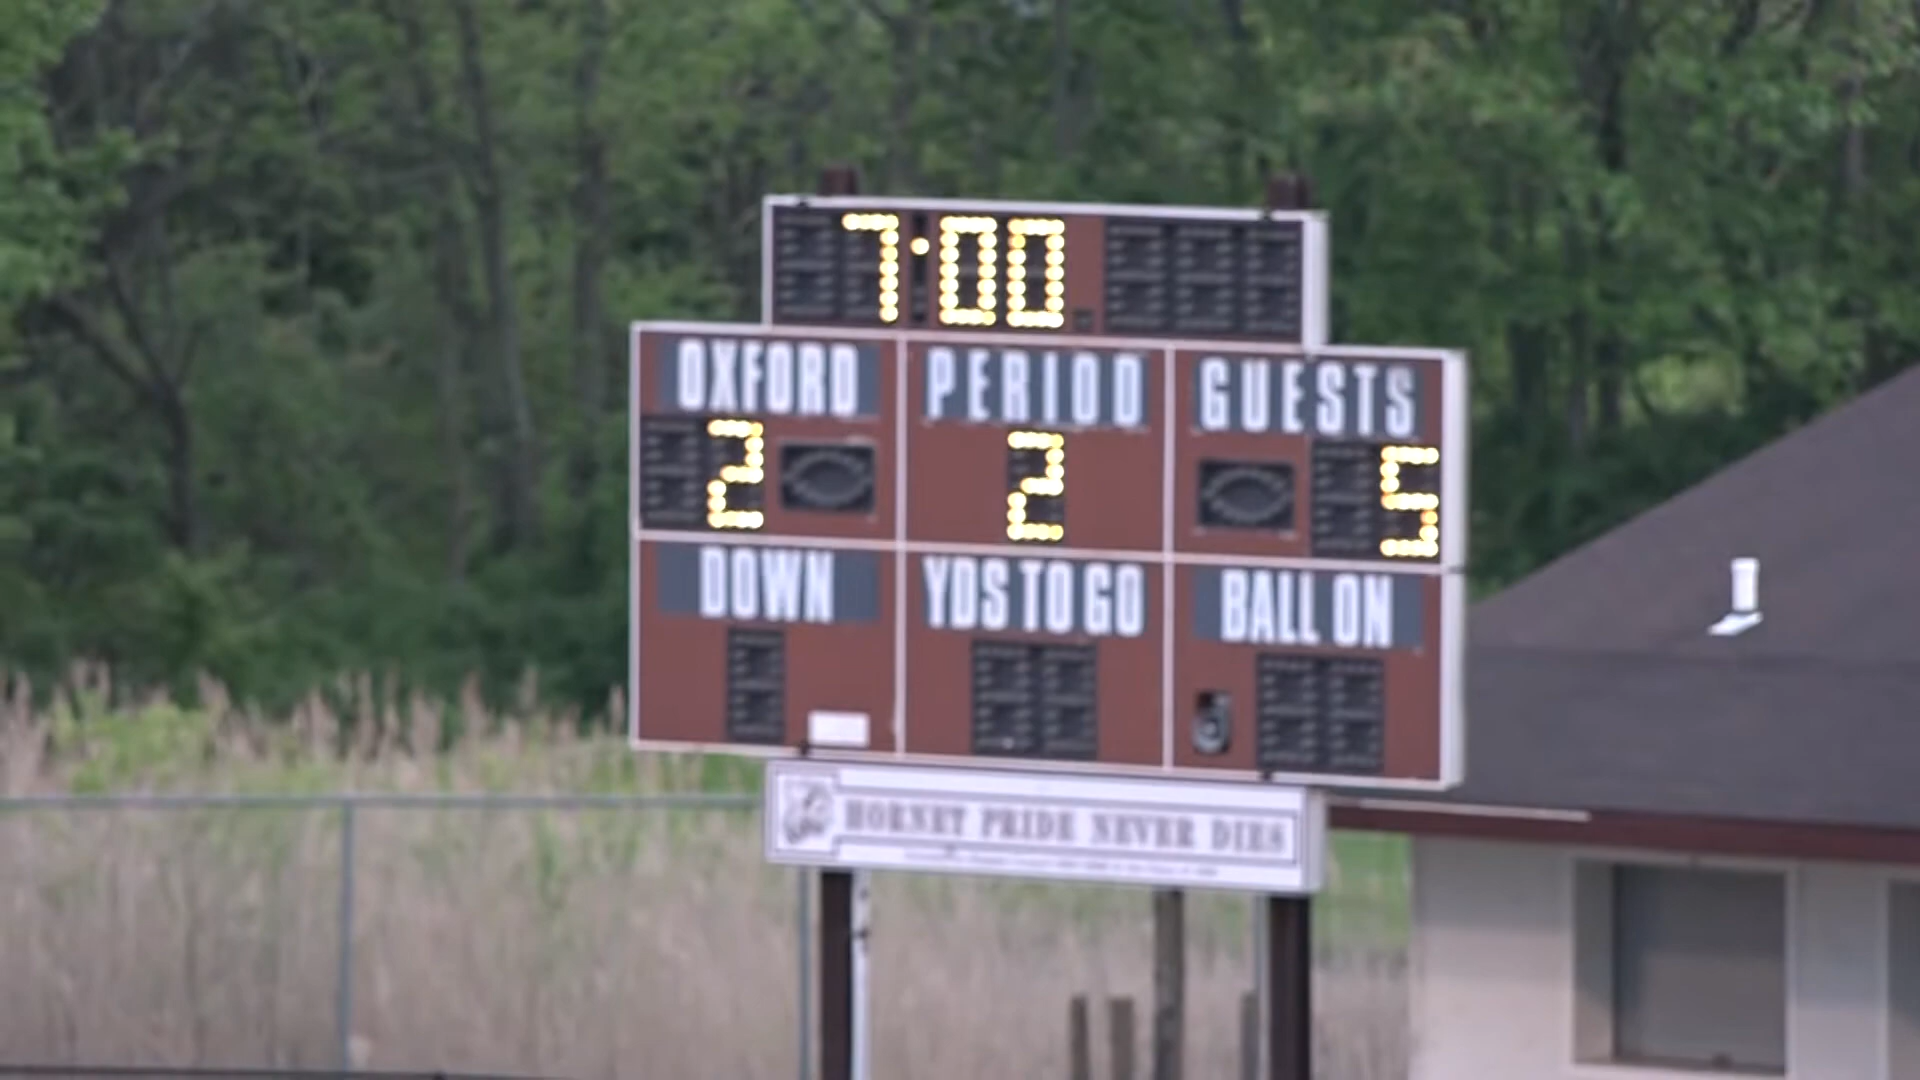 7:00
OXFORD PERIOD GUESTS
2 2 5
DOWN YDS TO GO BALL ON
HORNET PRIDE NEVER DIES